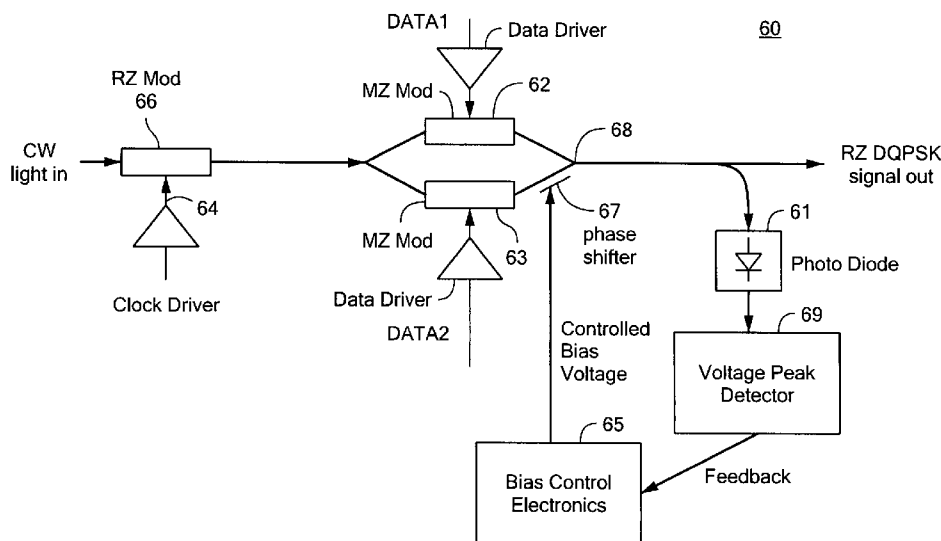 DATA1
Data Driver
60
RZ Mod
66
MZ Mod
62
CW
light in
68
RZ DQPSK
signal out
64
MZ Mod
63
67
phase
shifter
61
Photo Diode
Clock Driver
Data Driver
DATA2
Controlled
Bias
Voltage
69
Voltage Peak
Detector
65
Bias Control
Electronics
Feedback